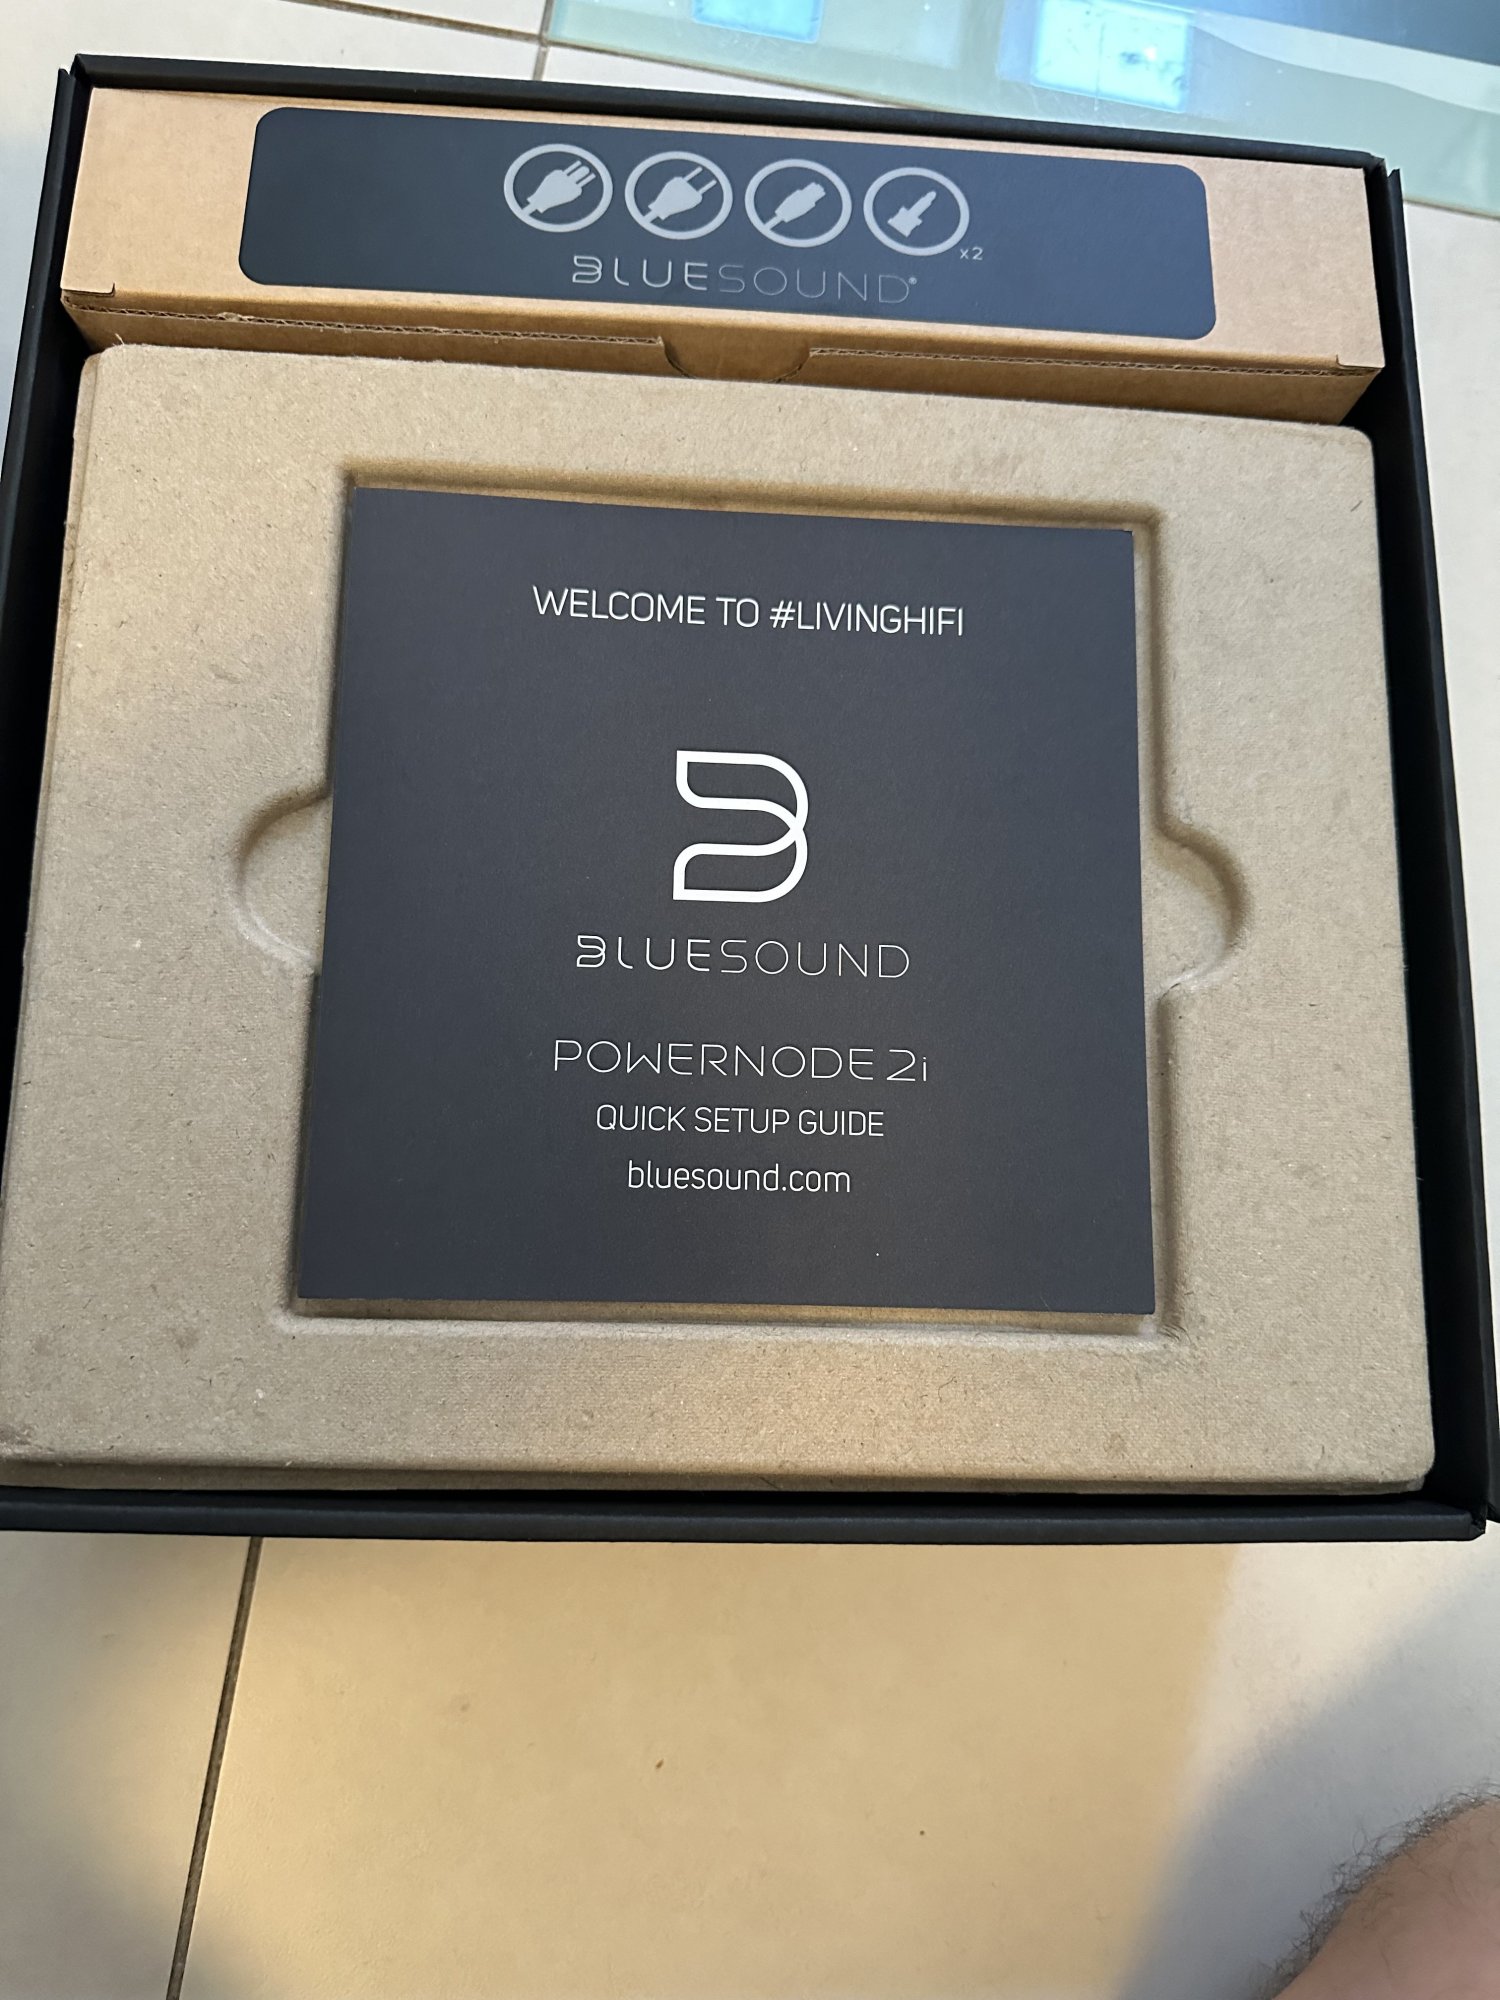 x2
BLUESOUND®
WELCOME TO #LIVINGHIFI
BLUESOUND
POWERNODE 2i
QUICK SETUP GUIDE
bluesound.com